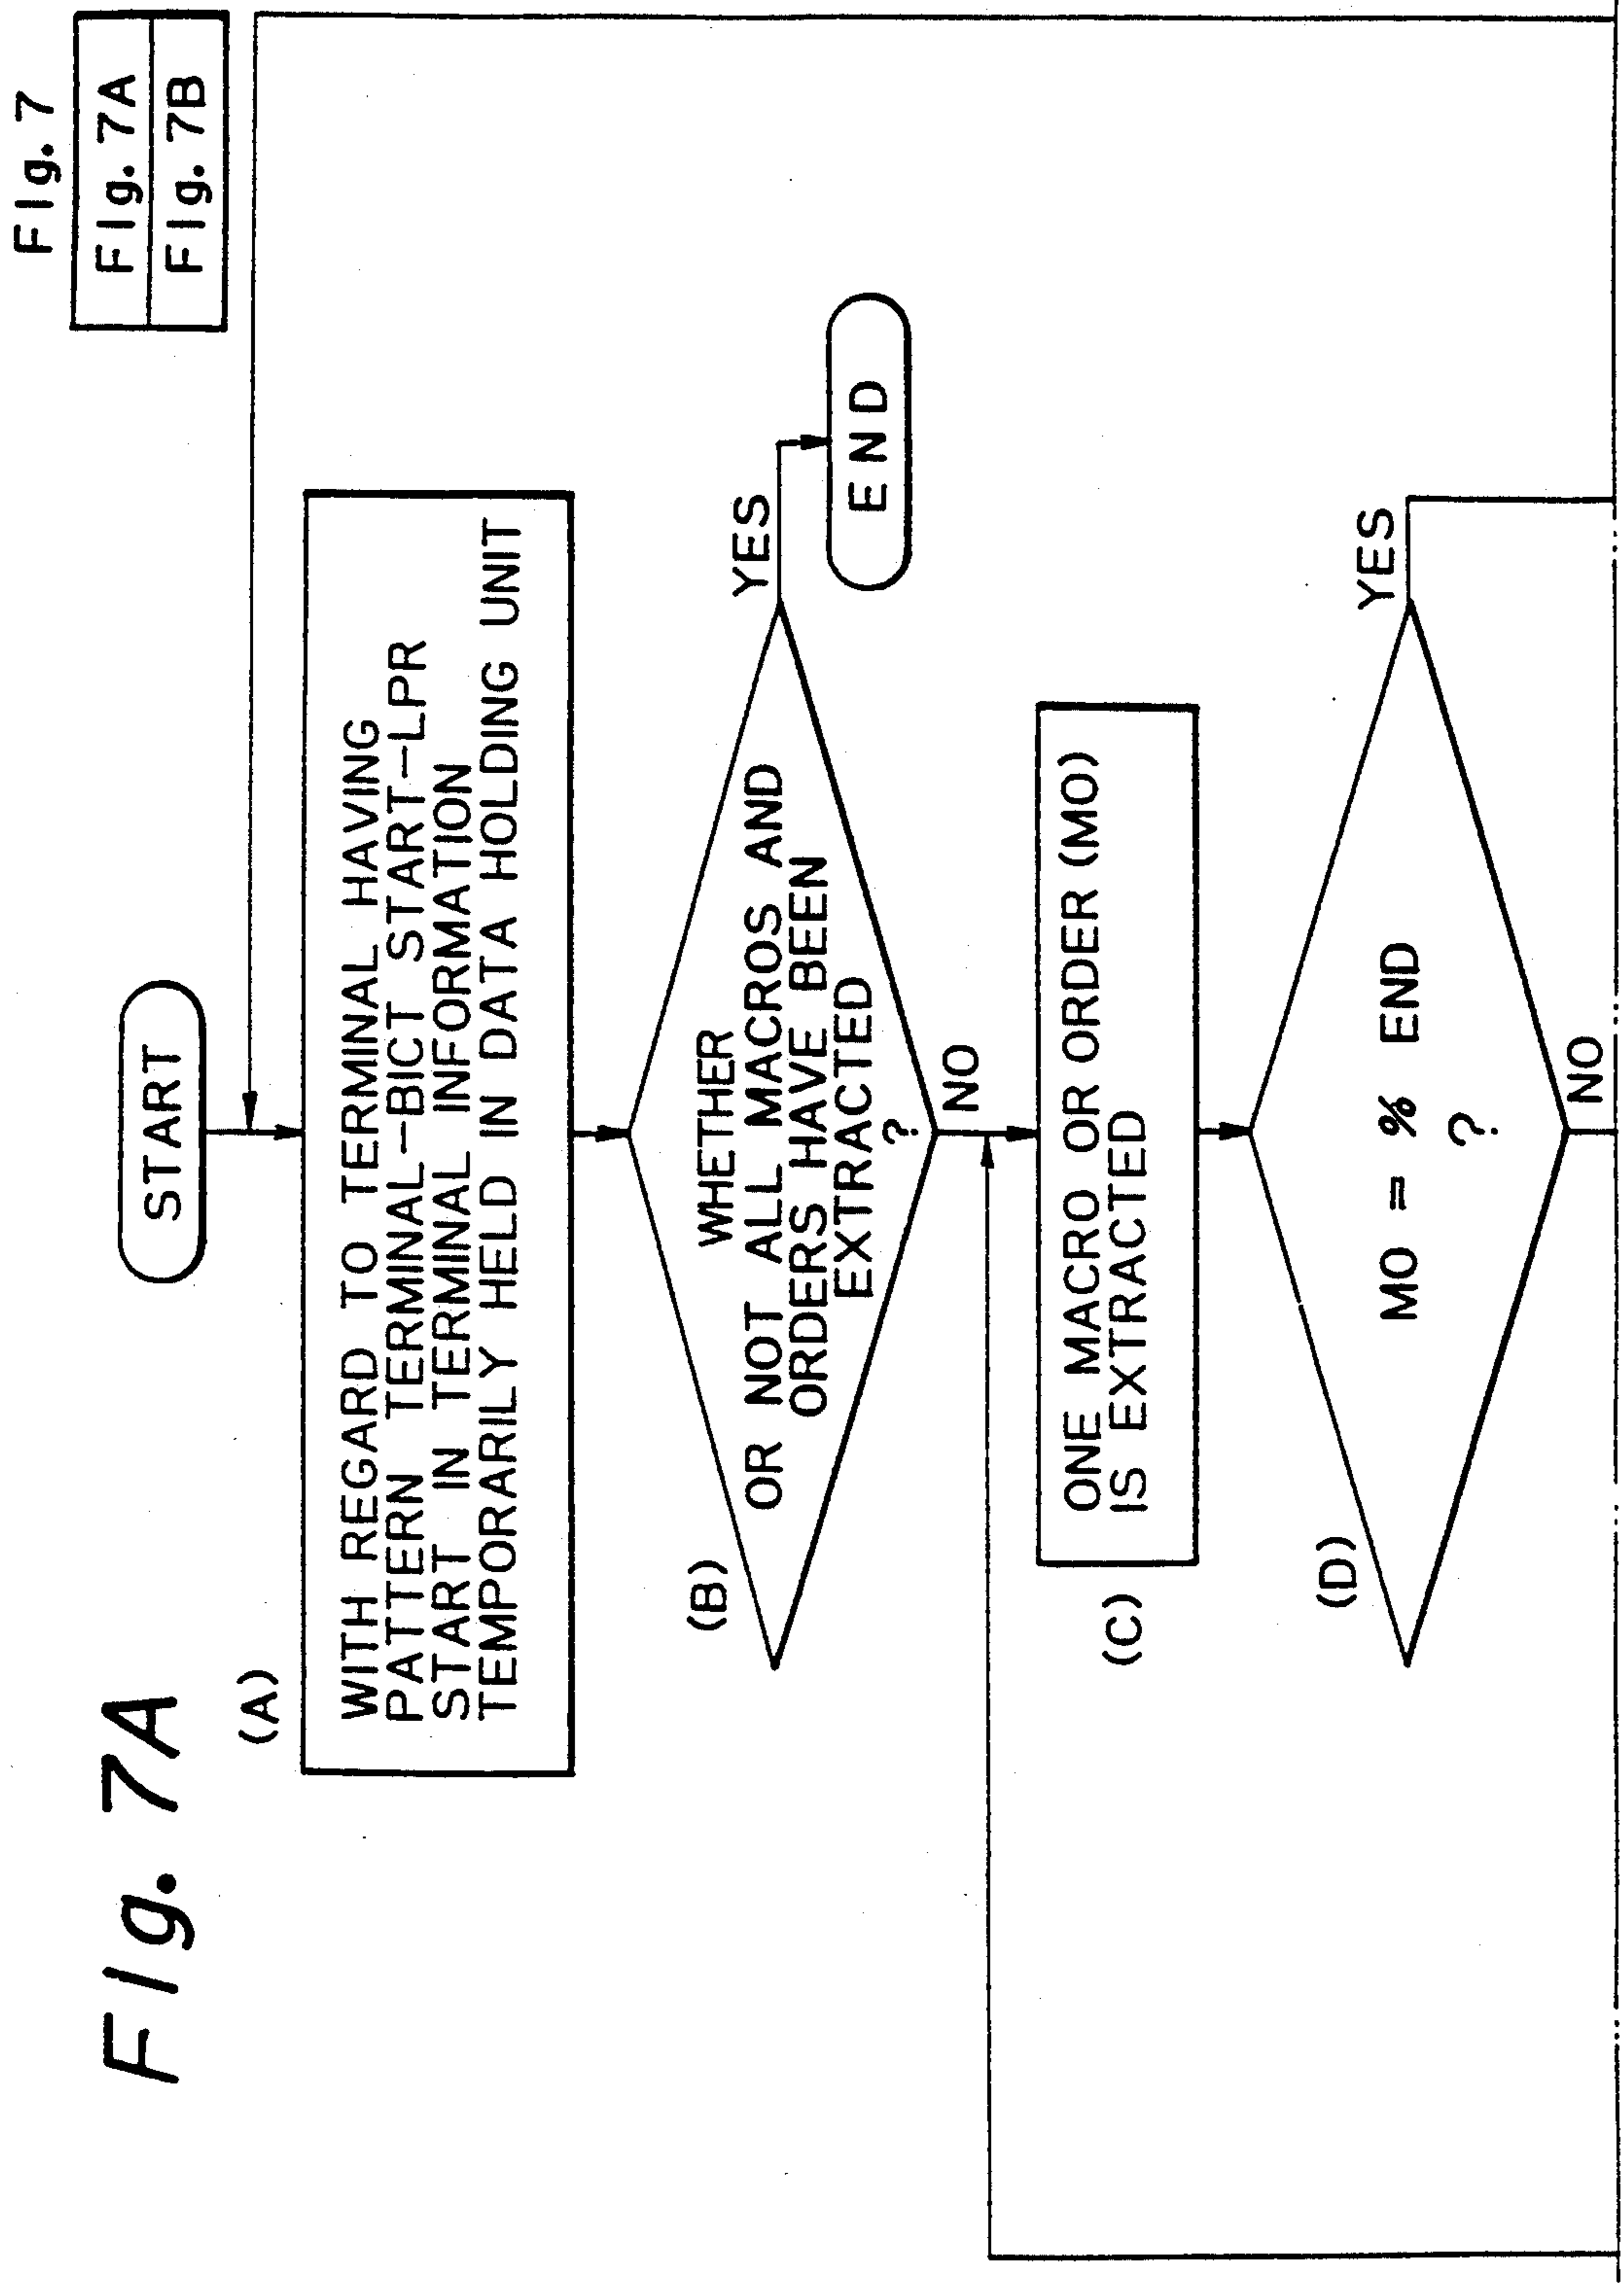 Fig. 7A
Fig. 7
Fig. 7A
Fig. 7B
START
(A)
WITH REGARD TO TERMINAL HAVING
PATTERN TERMINAL-BICT START-LPR
START IN TERMINAL INFORMATION
TEMPORARILY HELD IN DATA HOLDING UNIT
(B)
WHETHER
OR NOT ALL MACROS AND
ORDERS HAVE BEEN
EXTRACTED
?
YES
END
NO
(C)
ONE MACRO OR ORDER (MO)
IS EXTRACTED
(D)
MO = % END
?
YES
NO